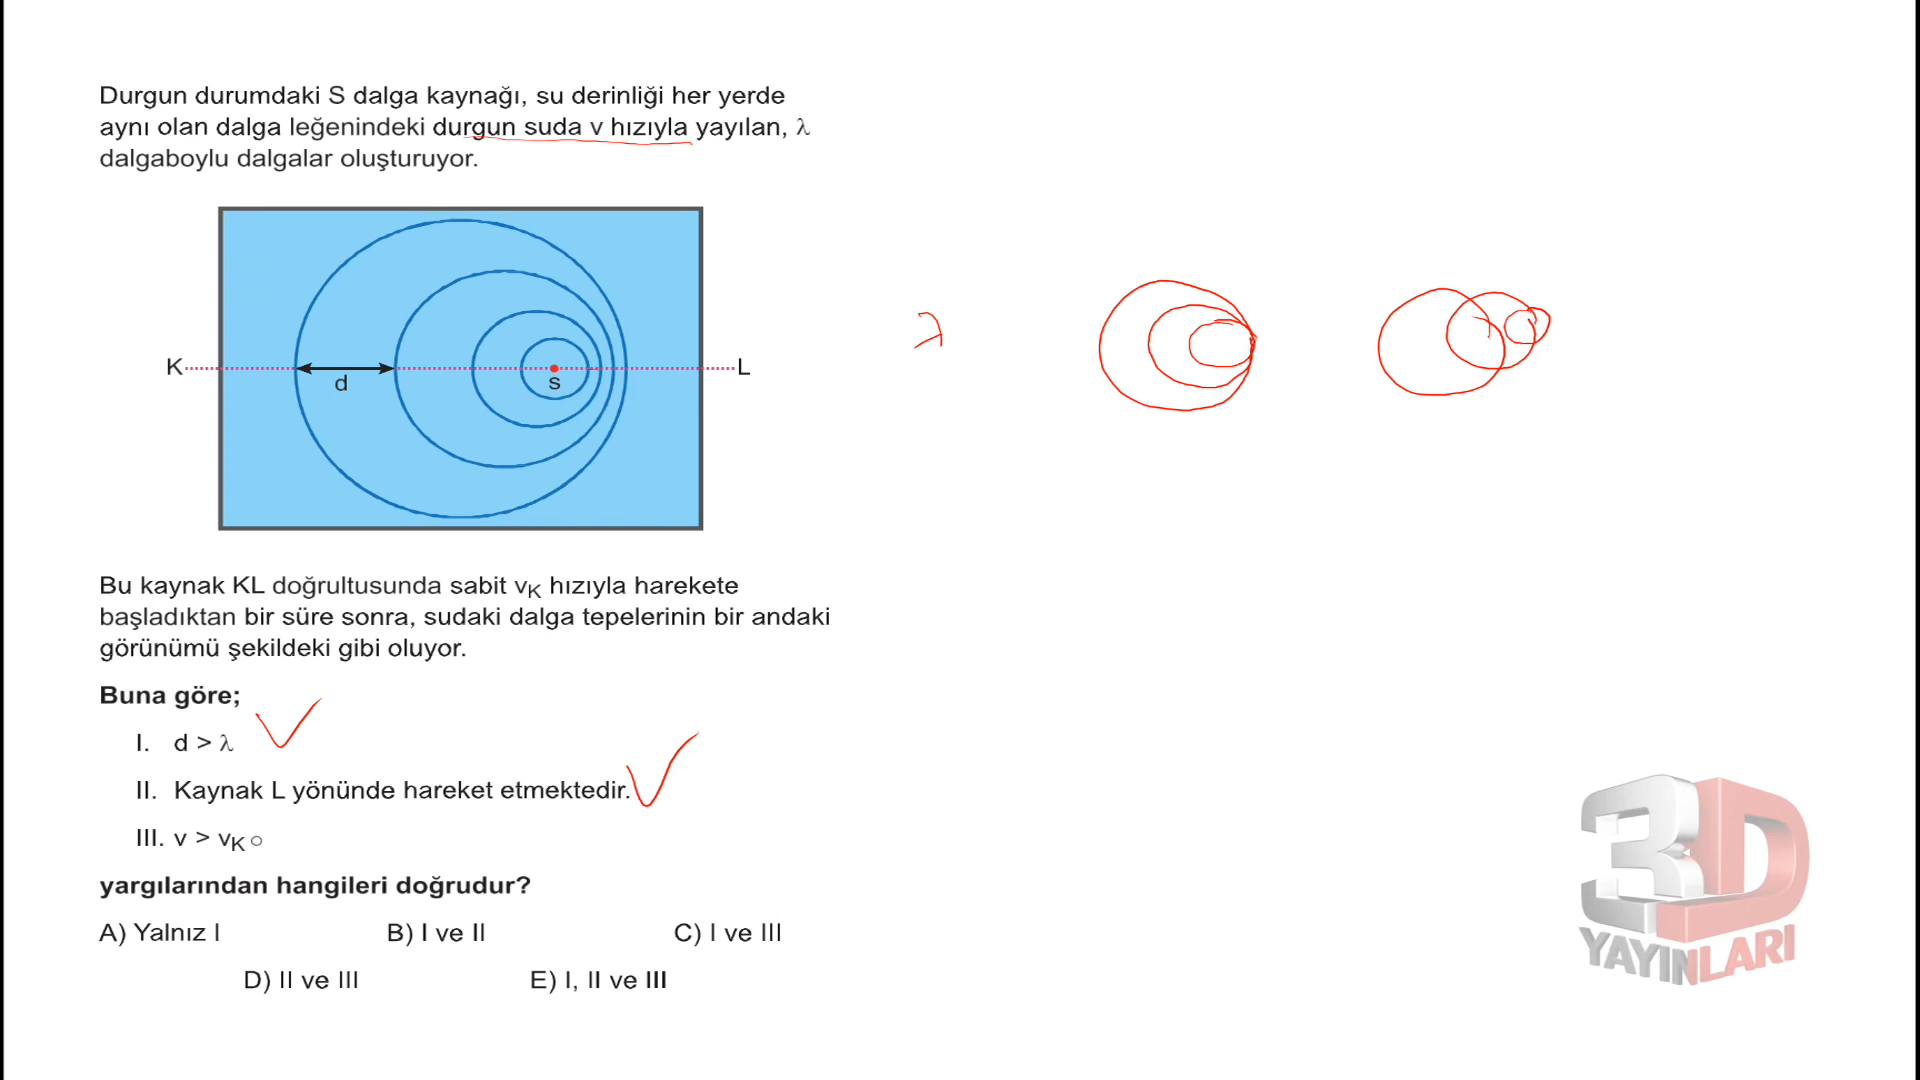 Durgun durumdaki S dalga kaynağı, su derinliği her yerde
aynı olan dalga leğenindeki durgun suda v hızıyla yayılan, λ
dalgaboylu dalgalar oluşturuyor.
K
d
S
L
λ
Bu kaynak KL doğrultusunda sabit vK hızıyla harekete
başladıktan bir süre sonra, sudaki dalga tepelerinin bir andaki
görünümü şekildeki gibi oluyor.
Buna göre;
I. d > λ
II. Kaynak L yönünde hareket etmektedir.
III. v > vK
yargılarından hangileri doğrudur?
A) Yalnız I B) I ve II C) I ve III
D) II ve III E) I, II ve III
3D
YAYINLARI